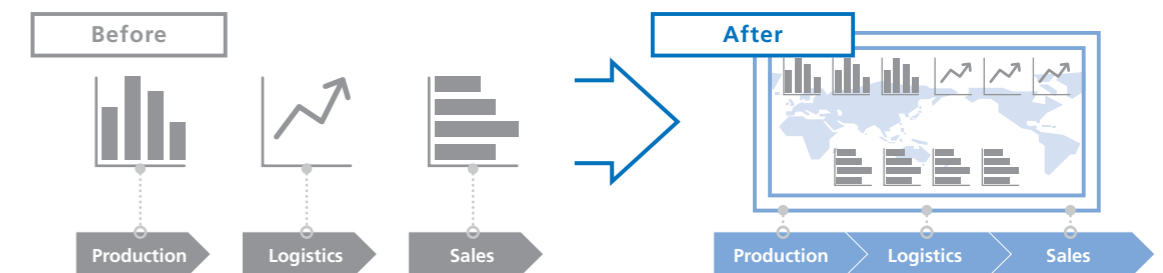 Before
After
Production
Logistics
Sales
Production
Logistics
Sales